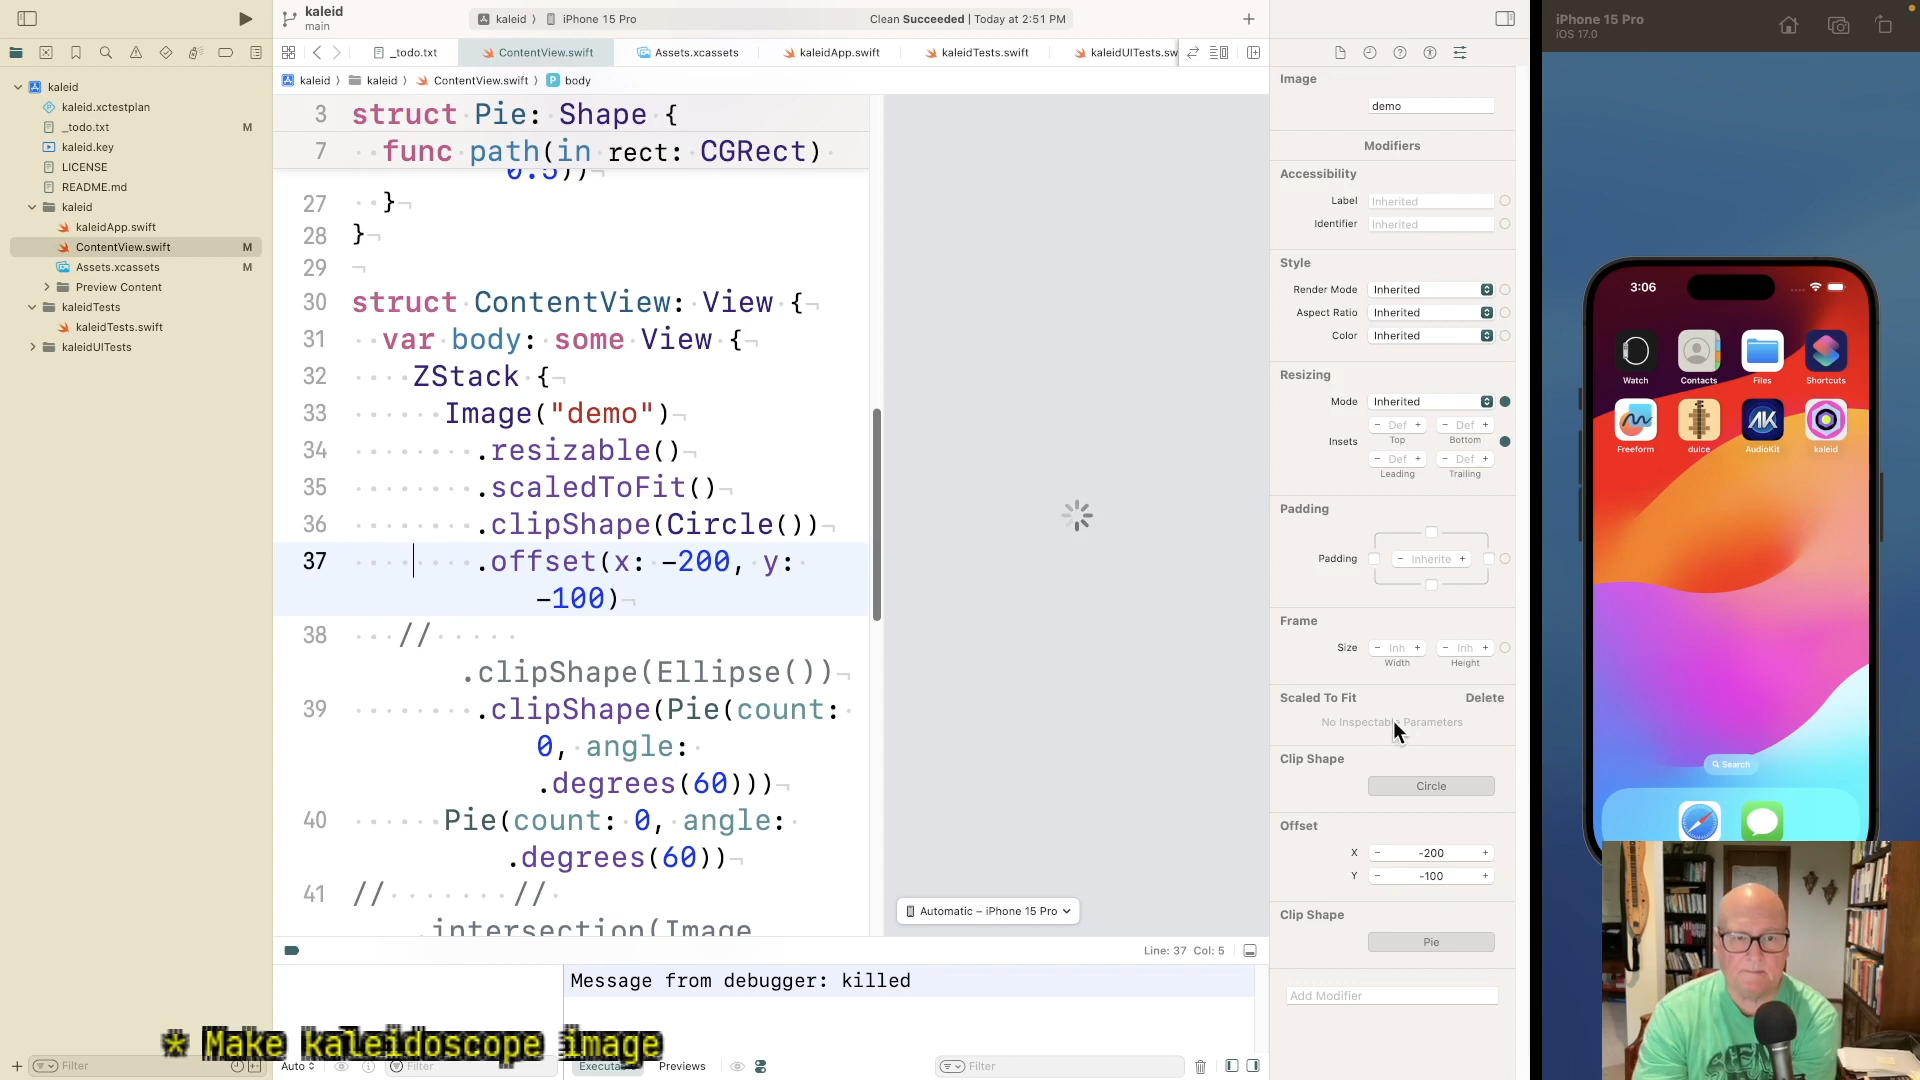 kaleid
main
kaleid
iPhone 15 Pro
Clean Succeeded | Today at 2:51 PM
iPhone 15 Pro
iOS 17.0
_todo.txt
ContentView.swift
Assets.xcassets
kaleidApp.swift
kaleidTests.swift
kaleidUITests.sw
kaleid
kaleid
ContentView.swift
P body
kaleid
kaleid.xctestplan
_todo.txt M
kaleid.key
LICENSE
README.md
kaleid
kaleidApp.swift
ContentView.swift M
Assets.xcassets M
Preview Content
kaleidTests
kaleidTests.swift
kaleidUITests
3 struct Pie: Shape {
7 func path(in rect: CGRect)
0.5))
27 }
28 }
29
30 struct ContentView: View {
31 var body: some View {
32 ZStack {
33 Image("demo")
34 .resizable()
35 .scaledToFit()
36 .clipShape(Circle())
37 .offset(x: -200, y:
-100)
38 //
.clipShape(Ellipse())
39 .clipShape(Pie(count:
0, angle:
.degrees(60)))
40 Pie(count: 0, angle:
.degrees(60))
41 // //
.intersection(Image
Automatic – iPhone 15 Pro
Line: 37 Col: 5
Message from debugger: killed
* Make kaleidoscope image
Filter
Auto
Filter
Executa
Previews
Filter
Image
demo
Modifiers
Accessibility
Label Inherited
Identifier Inherited
Style
Render Mode Inherited
Aspect Ratio Inherited
Color Inherited
Resizing
Mode Inherited
Insets
− Def + − Def +
Top Bottom
− Def + − Def +
Leading Trailing
Padding
Padding − Inherite +
Frame
Size − Inh + − Inh +
Width Height
Scaled To Fit Delete
No Inspectable Parameters
Clip Shape
Circle
Offset
X − -200 +
Y − -100 +
Clip Shape
Pie
Add Modifier
3:06
Watch Contacts Files Shortcuts
AK
Freeform dulce AudioKit kaleid
Search